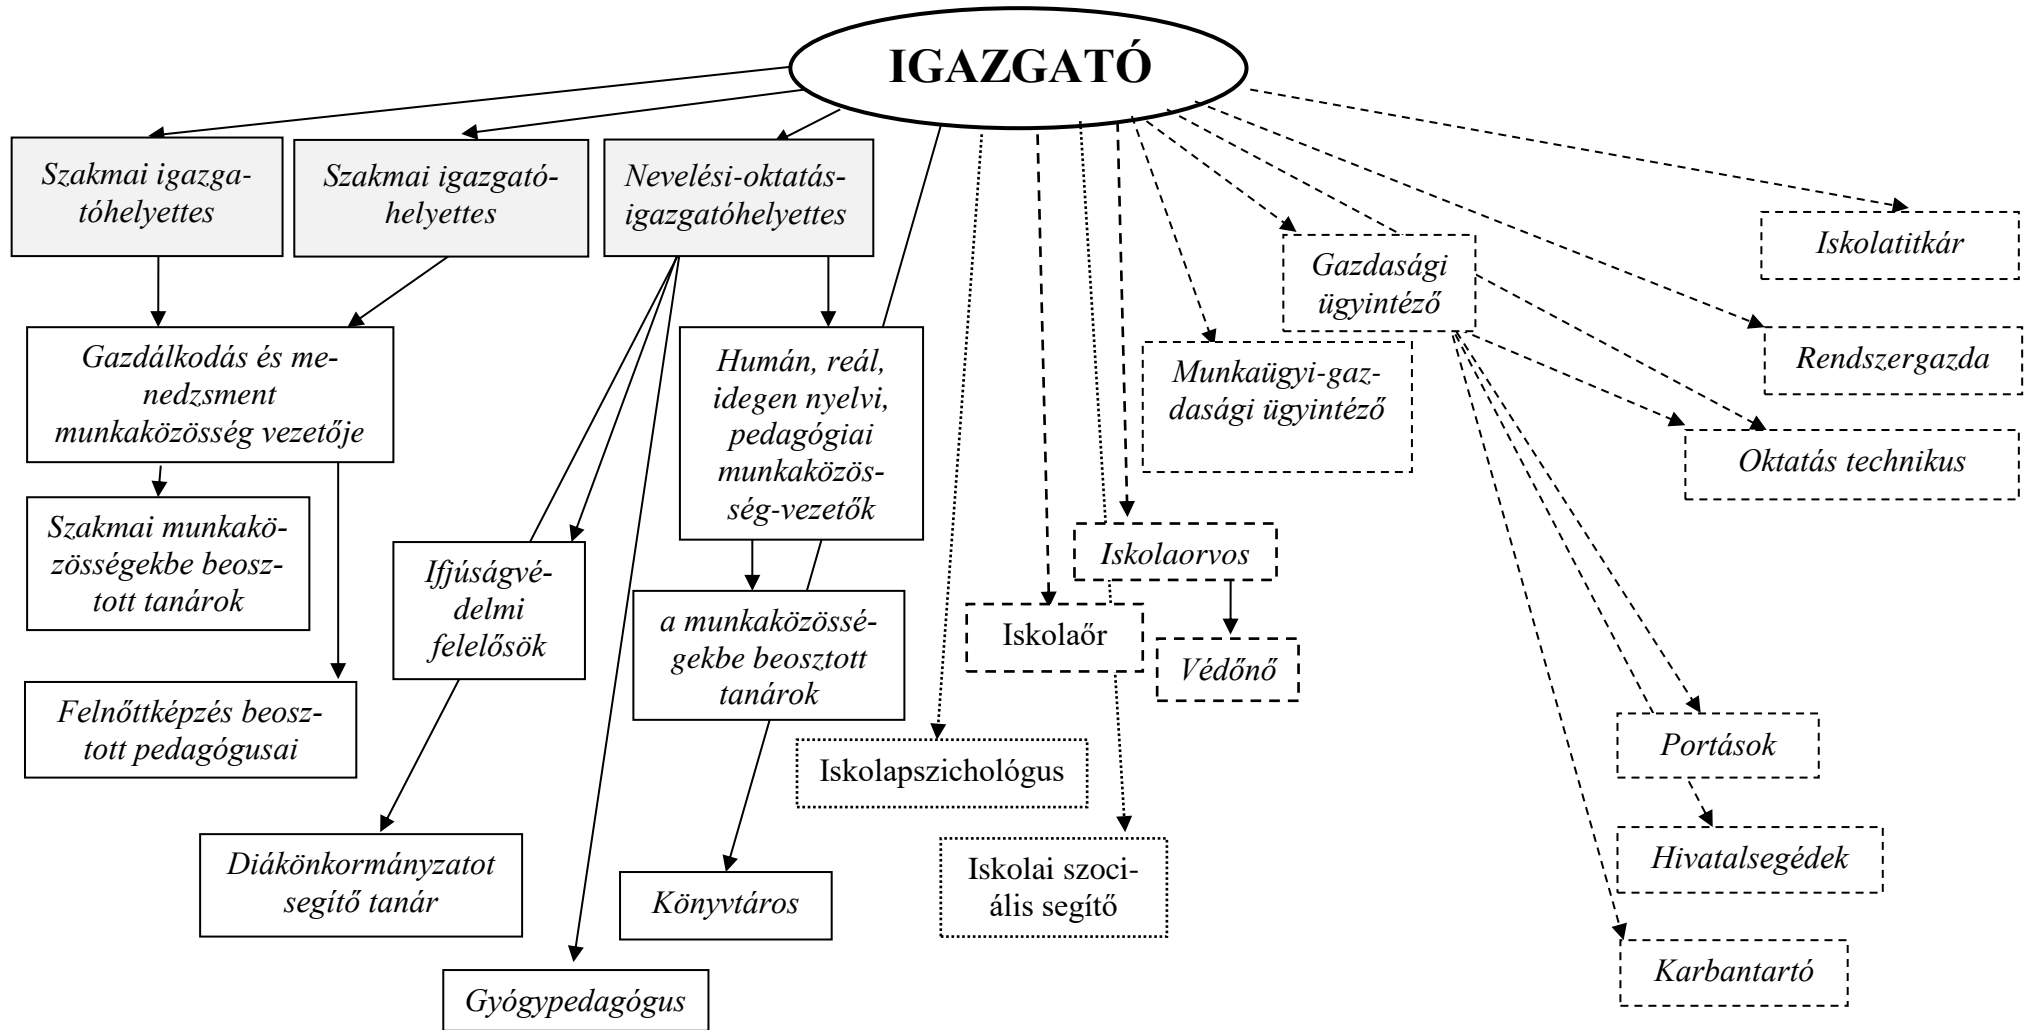 IGAZGATÓ
Szakmai igazga-
tóhelyettes
Szakmai igazgató-
helyettes
Nevelési-oktatás-
igazgatóhelyettes
Iskolatitkár
Gazdasági
ügyintéző
Gazdálkodás és me-
nedzsment
munkaközösség vezetője
Humán, reál,
idegen nyelvi,
pedagógiai
munkaközös-
ség-vezetők
Munkaügyi-gaz-
dasági ügyintéző
Rendszergazda
Oktatás technikus
Szakmai munkakö-
zösségekbe beosz-
tott tanárok
Ifjúságvé-
delmi
felelősök
Iskolaorvos
a munkaközössé-
gekbe beosztott
tanárok
Iskolaőr
Védőnő
Felnőttképzés beosz-
tott pedagógusai
Iskolapszichológus
Portások
Diákönkormányzatot
segítő tanár
Könyvtáros
Iskolai szoci-
ális segítő
Hivatalsegédek
Karbantartó
Gyógypedagógus